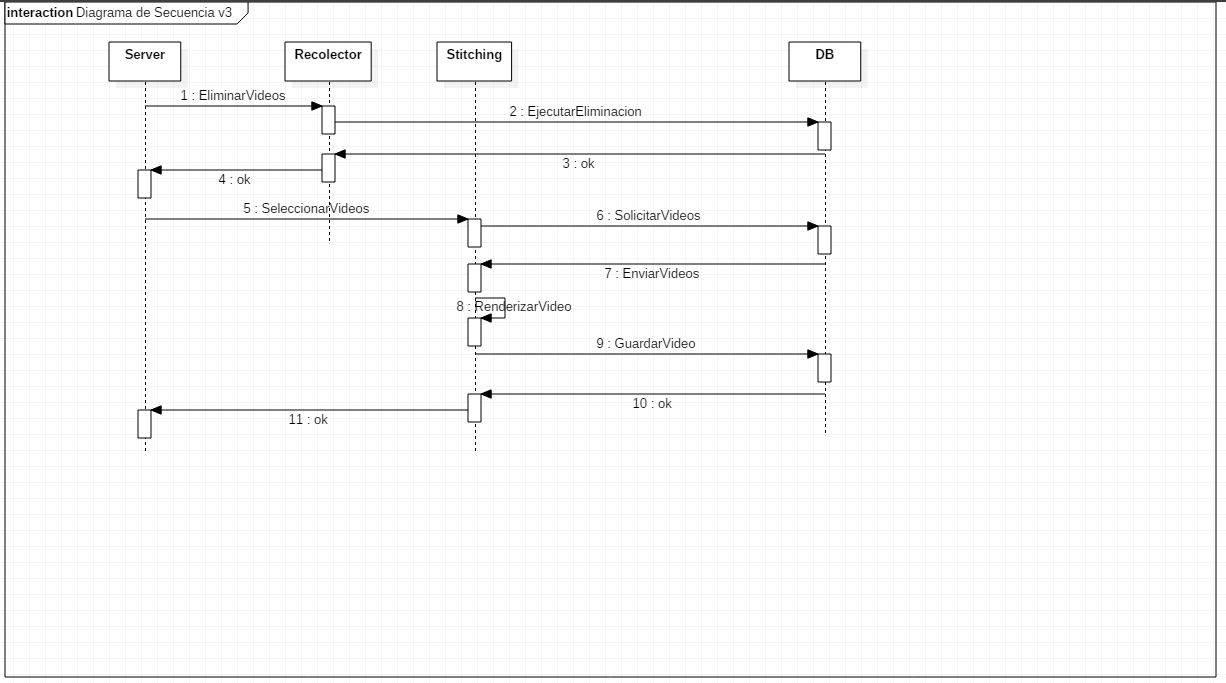 interaction Diagrama de Secuencia v3
Server
Recolector
Stitching
DB
1 : EliminarVideos
2 : EjecutarEliminacion
3 : ok
4 : ok
5 : SeleccionarVideos
6 : SolicitarVideos
7 : EnviarVideos
8 : RenderizarVideo
9 : GuardarVideo
10 : ok
11 : ok